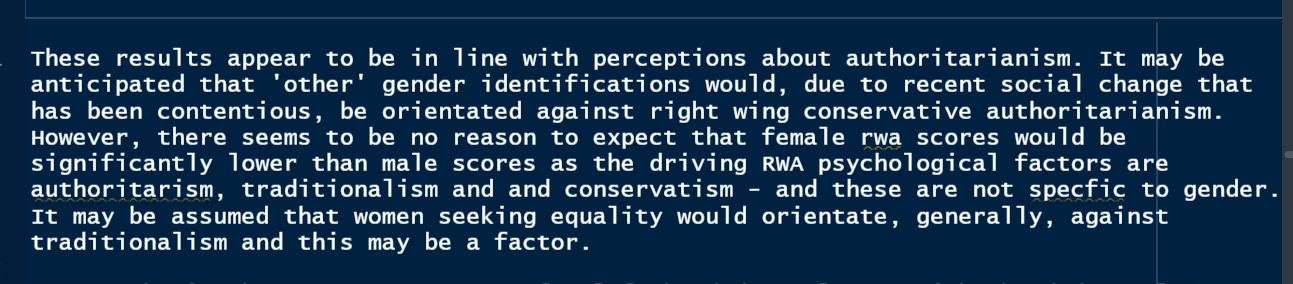 These results appear to be in line with perceptions about authoritarianism. It may be
anticipated that 'other' gender identifications would, due to recent social change that
has been contentious, be orientated against right wing conservative authoritarianism.
However, there seems to be no reason to expect that female rwa scores would be
significantly lower than male scores as the driving RWA psychological factors are
authoritarism, traditionalism and and conservatism - and these are not specfic to gender.
It may be assumed that women seeking equality would orientate, generally, against
traditionalism and this may be a factor.